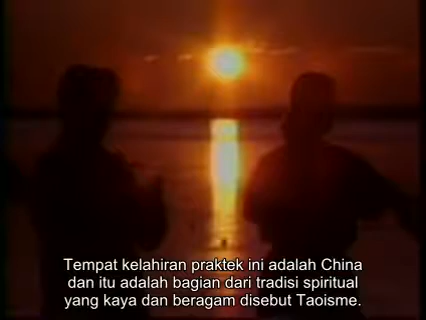 Tempat kelahiran praktek ini adalah China
dan itu adalah bagian dari tradisi spiritual
yang kaya dan beragam disebut Taoisme.